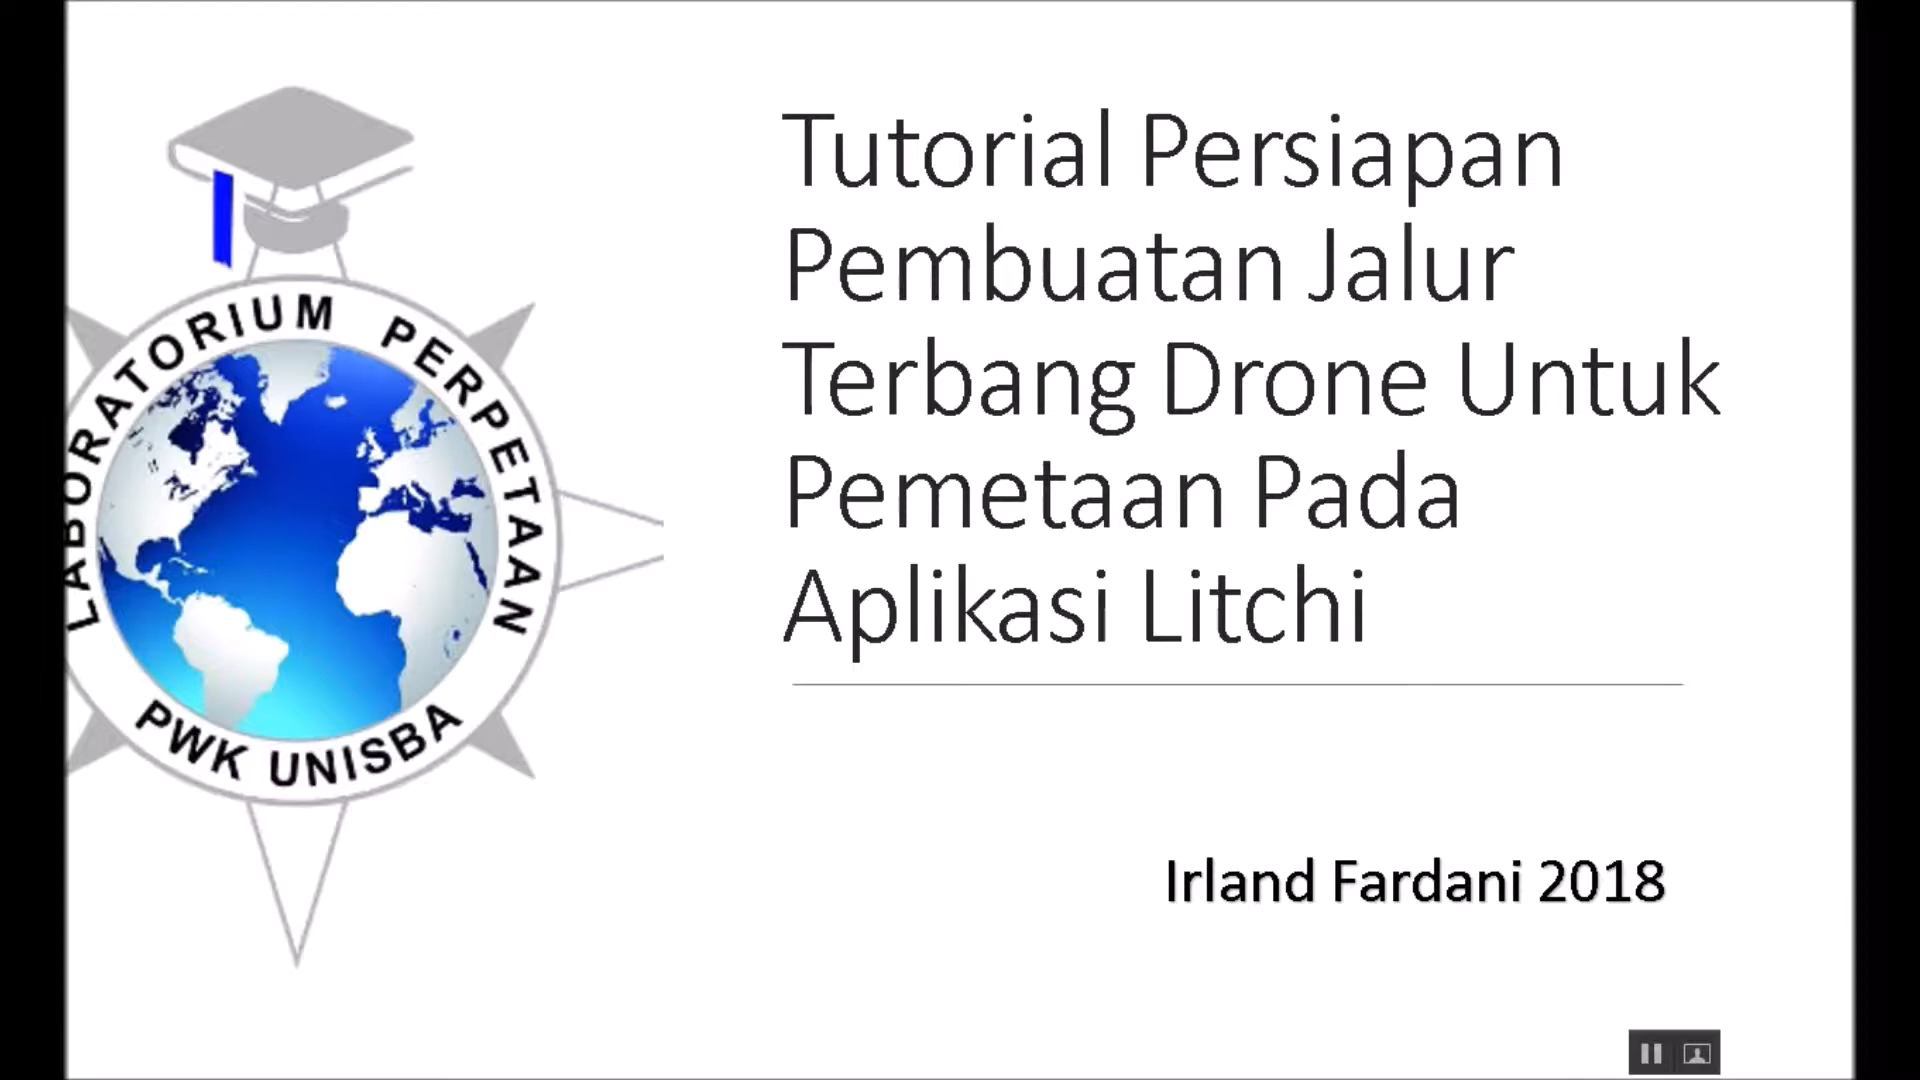 LABORATORIUM PERPETAAN
PWK UNISBA
Tutorial Persiapan
Pembuatan Jalur
Terbang Drone Untuk
Pemetaan Pada
Aplikasi Litchi
Irland Fardani 2018